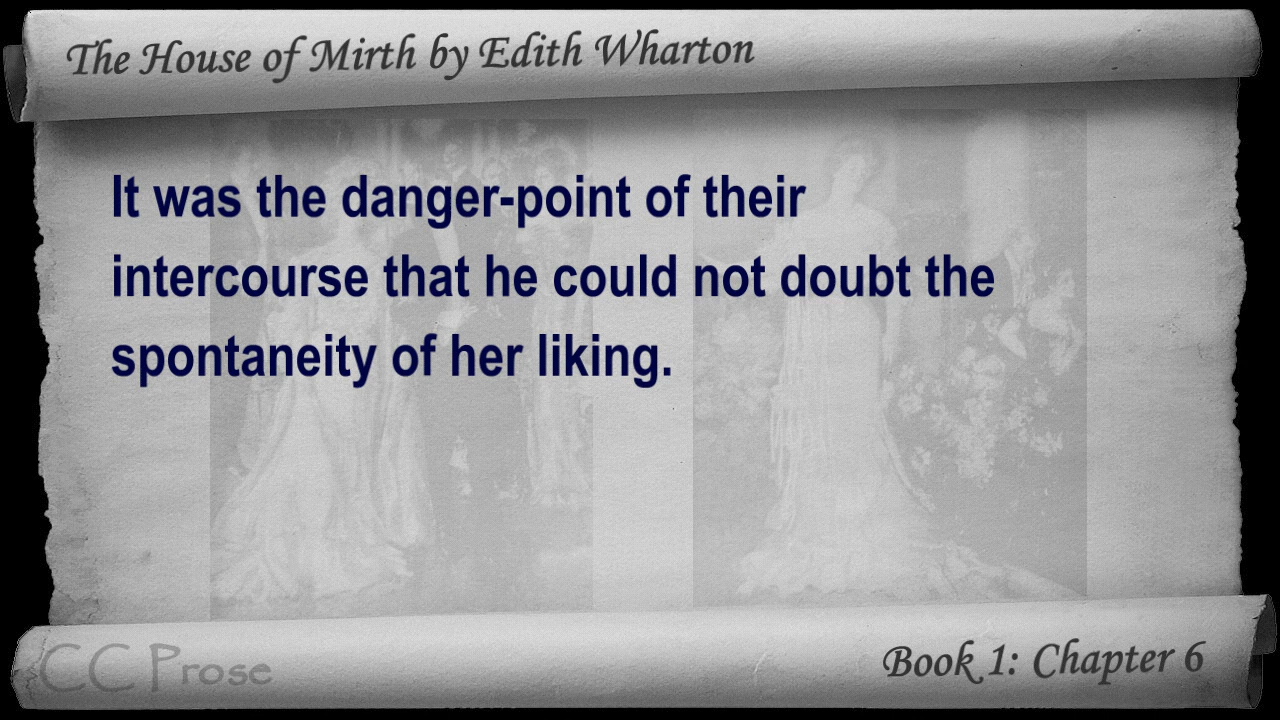 The House of Mirth by Edith Wharton
It was the danger-point of their
intercourse that he could not doubt the
spontaneity of her liking.
CC Prose
Book 1: Chapter 6